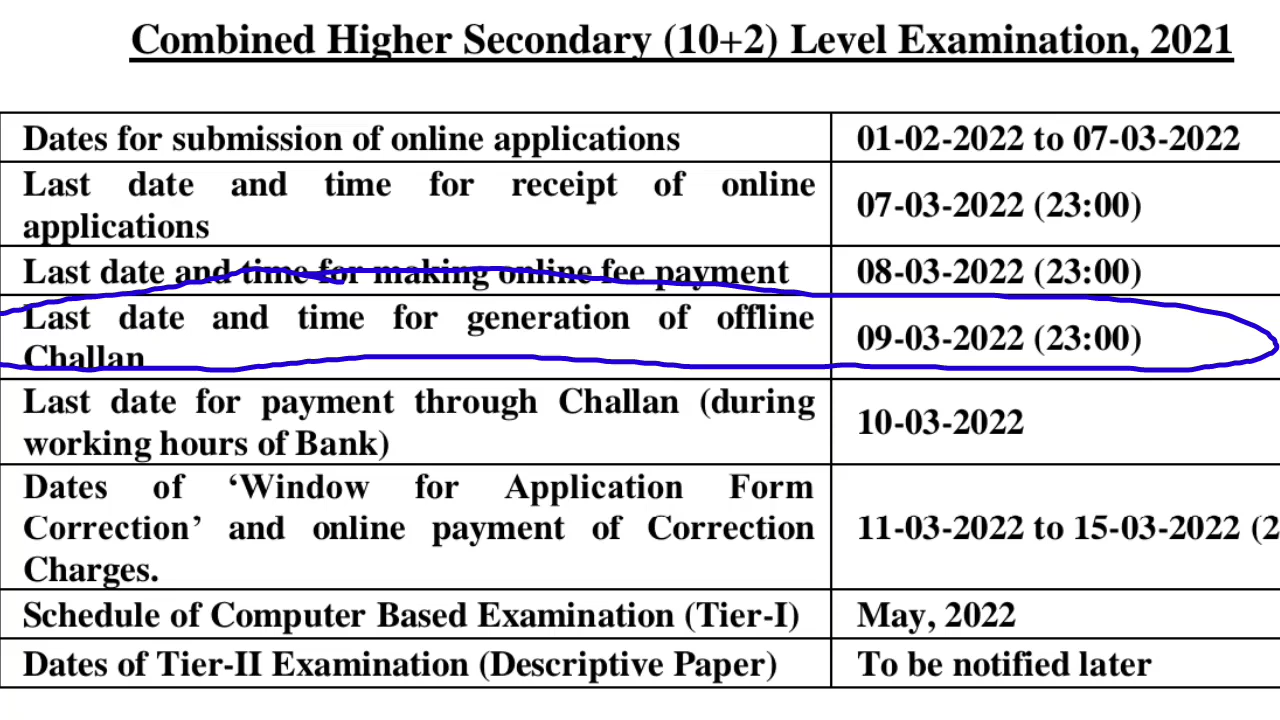 Combined Higher Secondary (10+2) Level Examination, 2021
Dates for submission of online applications 01-02-2022 to 07-03-2022
Last date and time for receipt of online
applications 07-03-2022 (23:00)
Last date and time for making online fee payment 08-03-2022 (23:00)
Last date and time for generation of offline
Challan 09-03-2022 (23:00)
Last date for payment through Challan (during
working hours of Bank) 10-03-2022
Dates of ‘Window for Application Form
Correction’ and online payment of Correction 11-03-2022 to 15-03-2022 (2
Charges.
Schedule of Computer Based Examination (Tier-I) May, 2022
Dates of Tier-II Examination (Descriptive Paper) To be notified later